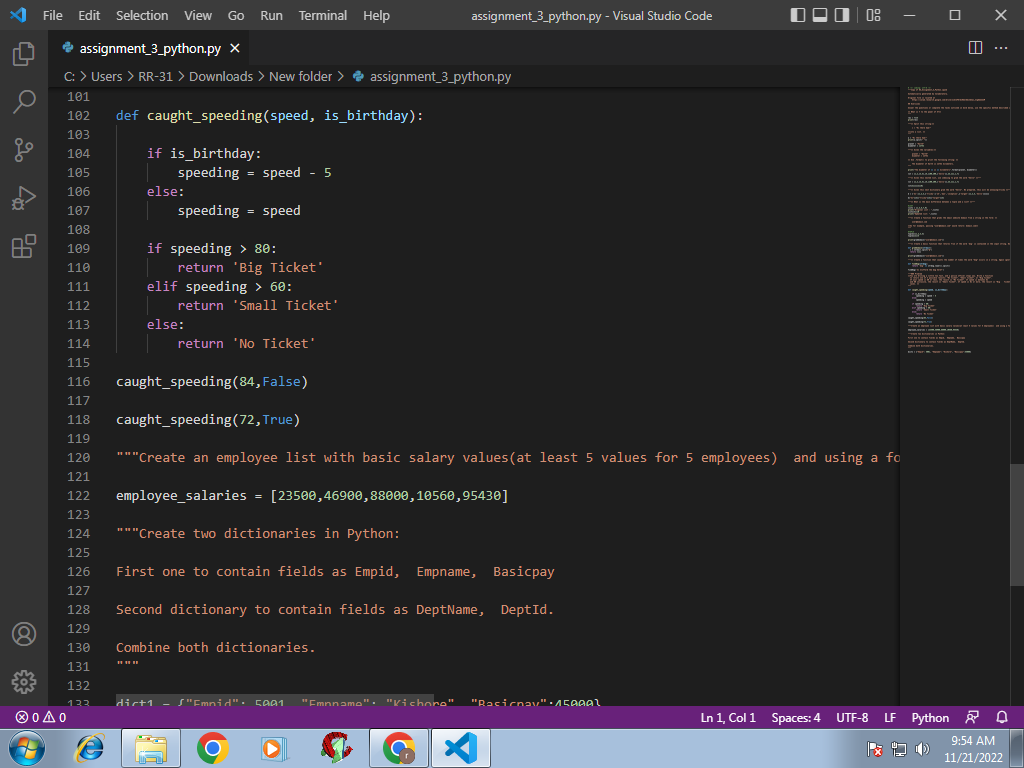 File Edit Selection View Go Run Terminal Help assignment_3_python.py - Visual Studio Code
assignment_3_python.py
C: > Users > RR-31 > Downloads > New folder > assignment_3_python.py
101
102 def caught_speeding(speed, is_birthday):
103
104 if is_birthday:
105 speeding = speed - 5
106 else:
107 speeding = speed
108
109 if speeding > 80:
110 return 'Big Ticket'
111 elif speeding > 60:
112 return 'Small Ticket'
113 else:
114 return 'No Ticket'
115
116 caught_speeding(84,False)
117
118 caught_speeding(72,True)
119
120 """Create an employee list with basic salary values(at least 5 values for 5 employees)  and using a fo
121
122 employee_salaries = [23500,46900,88000,10560,95430]
123
124 """Create two dictionaries in Python:
125
126 First one to contain fields as Empid,  Empname,  Basicpay
127
128 Second dictionary to contain fields as DeptName,  DeptId.
129
130 Combine both dictionaries.
131 """
132
133 dict1 = {"Empid": 5001, "Empname": "Kishore", "Basicpay":45000}
0 0 Ln 1, Col 1 Spaces: 4 UTF-8 LF Python
9:54 AM
11/21/2022